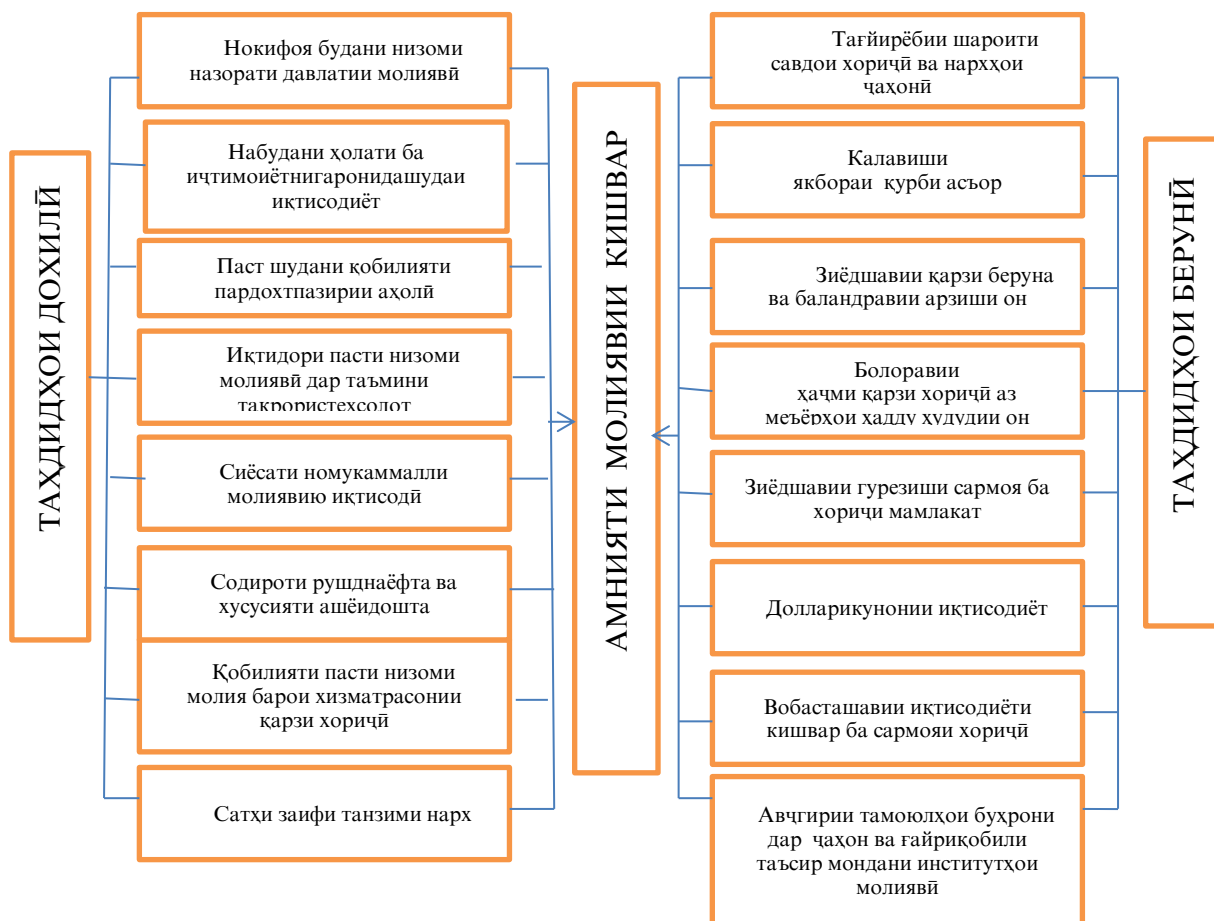 ТАҲДИДҲОИ ДОХИЛӢ
Нокифоя будани низоми
назорати давлатии молиявӣ
Набудани ҳолати ба
иҷтимоиётнигаронидашудаи
иқтисодиёт
Паст шудани қобилияти
пардохтпазирии аҳолӣ
Иқтидори пасти низоми
молиявӣ дар таъмини
такрористеҳсолот
Сиёсати номукаммалли
молиявию иқтисодӣ
Содироти рушднаёфта ва
хусусияти ашёидошта
Қобилияти пасти низоми
молия барои хизматрасонии
қарзи хориҷӣ
Сатҳи заифи танзими нарх
АМНИЯТИ МОЛИЯВИИ КИШВАР
Тағйирёбии шароити
савдои хориҷӣ ва нархҳои
ҷаҳонӣ
Калавиши
якбораи қурби асъор
Зиёдшавии қарзи беруна
ва баландравии арзиши он
Болоравии
ҳаҷми қарзи хориҷӣ аз
меъёрҳои ҳадду ҳудудии он
Зиёдшавии гурезиши сармоя ба
хориҷи мамлакат
Долларикунонии иқтисодиёт
Вобасташавии иқтисодиёти
кишвар ба сармояи хориҷӣ
Авҷгирии тамоюлҳои буҳрони
дар ҷаҳон ва ғайриқобили
таъсир мондани институтҳои
молиявӣ
ТАҲДИДҲОИ БЕРУНӢ